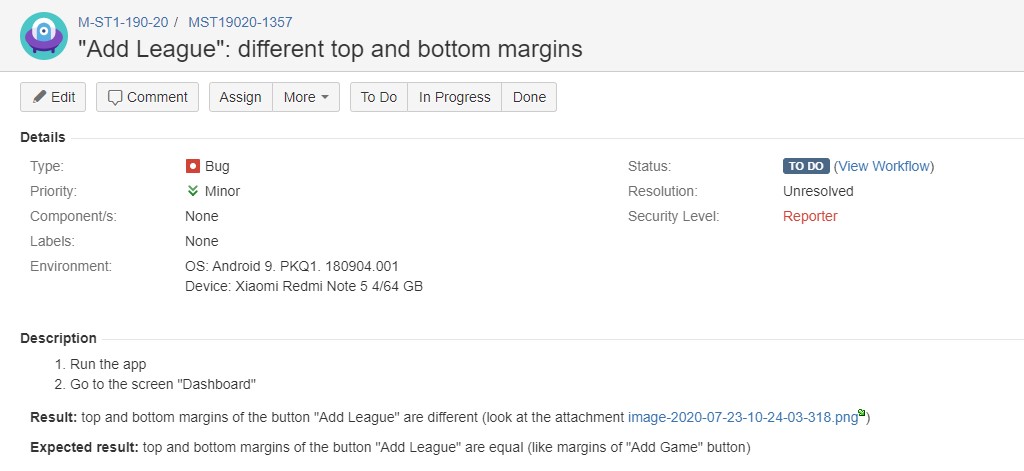 M-ST1-190-20 / MST19020-1357
"Add League": different top and bottom margins
Edit Comment Assign More To Do In Progress Done
Details
Type: Bug Status: TO DO (View Workflow)
Priority: Minor Resolution: Unresolved
Component/s: None Security Level: Reporter
Labels: None
Environment: OS: Android 9. PKQ1. 180904.001
Device: Xiaomi Redmi Note 5 4/64 GB
Description
1. Run the app
2. Go to the screen "Dashboard"
Result: top and bottom margins of the button "Add League" are different (look at the attachment image-2020-07-23-10-24-03-318.png)
Expected result: top and bottom margins of the button "Add League" are equal (like margins of "Add Game" button)